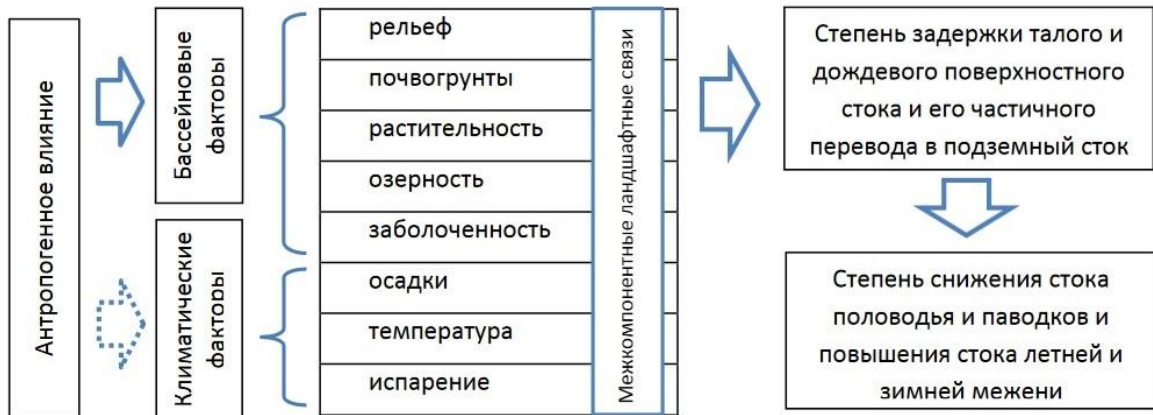 Антропогенное влияние
Бассейновые
факторы
Климатические
факторы
рельеф
почвогрунты
растительность
озерность
заболоченность
осадки
температура
испарение
Межкомпонентные ландшафтные связи
Степень задержки талого и
дождевого поверхностного
стока и его частичного
перевода в подземный сток
Степень снижения стока
половодья и паводков и
повышения стока летней и
зимней межени